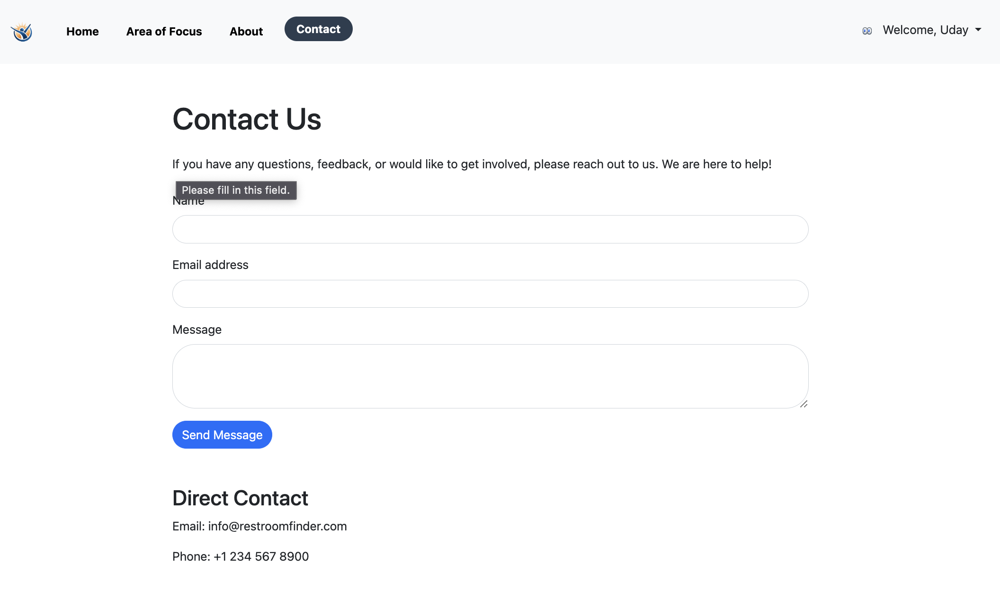 Home
Area of Focus
About
Contact
Welcome, Uday
Contact Us
If you have any questions, feedback, or would like to get involved, please reach out to us. We are here to help!
Please fill in this field.
Name
Email address
Message
Send Message
Direct Contact
Email: info@restroomfinder.com
Phone: +1 234 567 8900